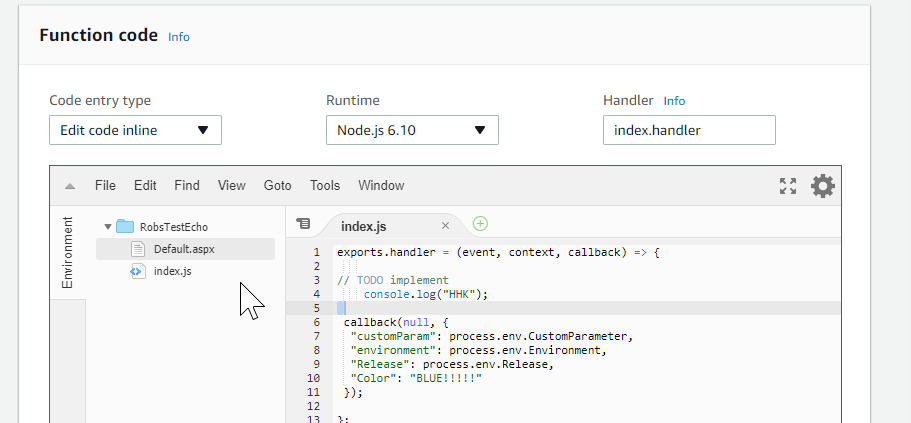 Function code Info
Code entry type Runtime Handler Info
Edit code inline Node.js 6.10 index.handler
File Edit Find View Goto Tools Window
Environment
RobsTestEcho
Default.aspx
index.js
index.js
1 exports.handler = (event, context, callback) => {
2
3 // TODO implement
4 console.log("HHK");
5
6 callback(null, {
7 "customParam": process.env.CustomParameter,
8 "environment": process.env.Environment,
9 "Release": process.env.Release,
10 "Color": "BLUE!!!!!"
11 });
12
13 };